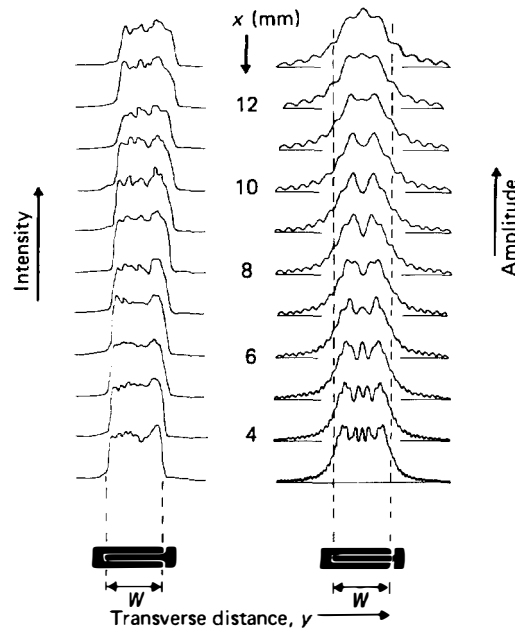 x (mm)
12
10
8
6
4
Intensity
Amplitude
W
W
Transverse distance, y